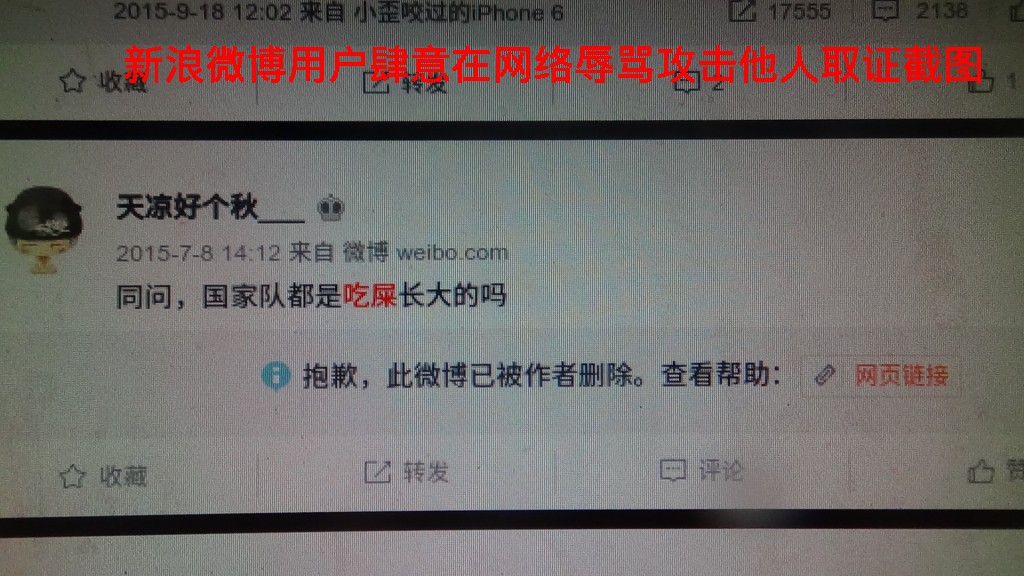 2015-9-18 12:02 来自 小歪咬过的iPhone 6 17555 2138
新浪微博用户肆意在网络辱骂攻击他人取证截图
收藏 转发 2 1
天凉好个秋___
2015-7-8 14:12 来自 微博 weibo.com
同问，国家队都是吃屎长大的吗
抱歉，此微博已被作者删除。查看帮助： 网页链接
收藏 转发 评论 赞